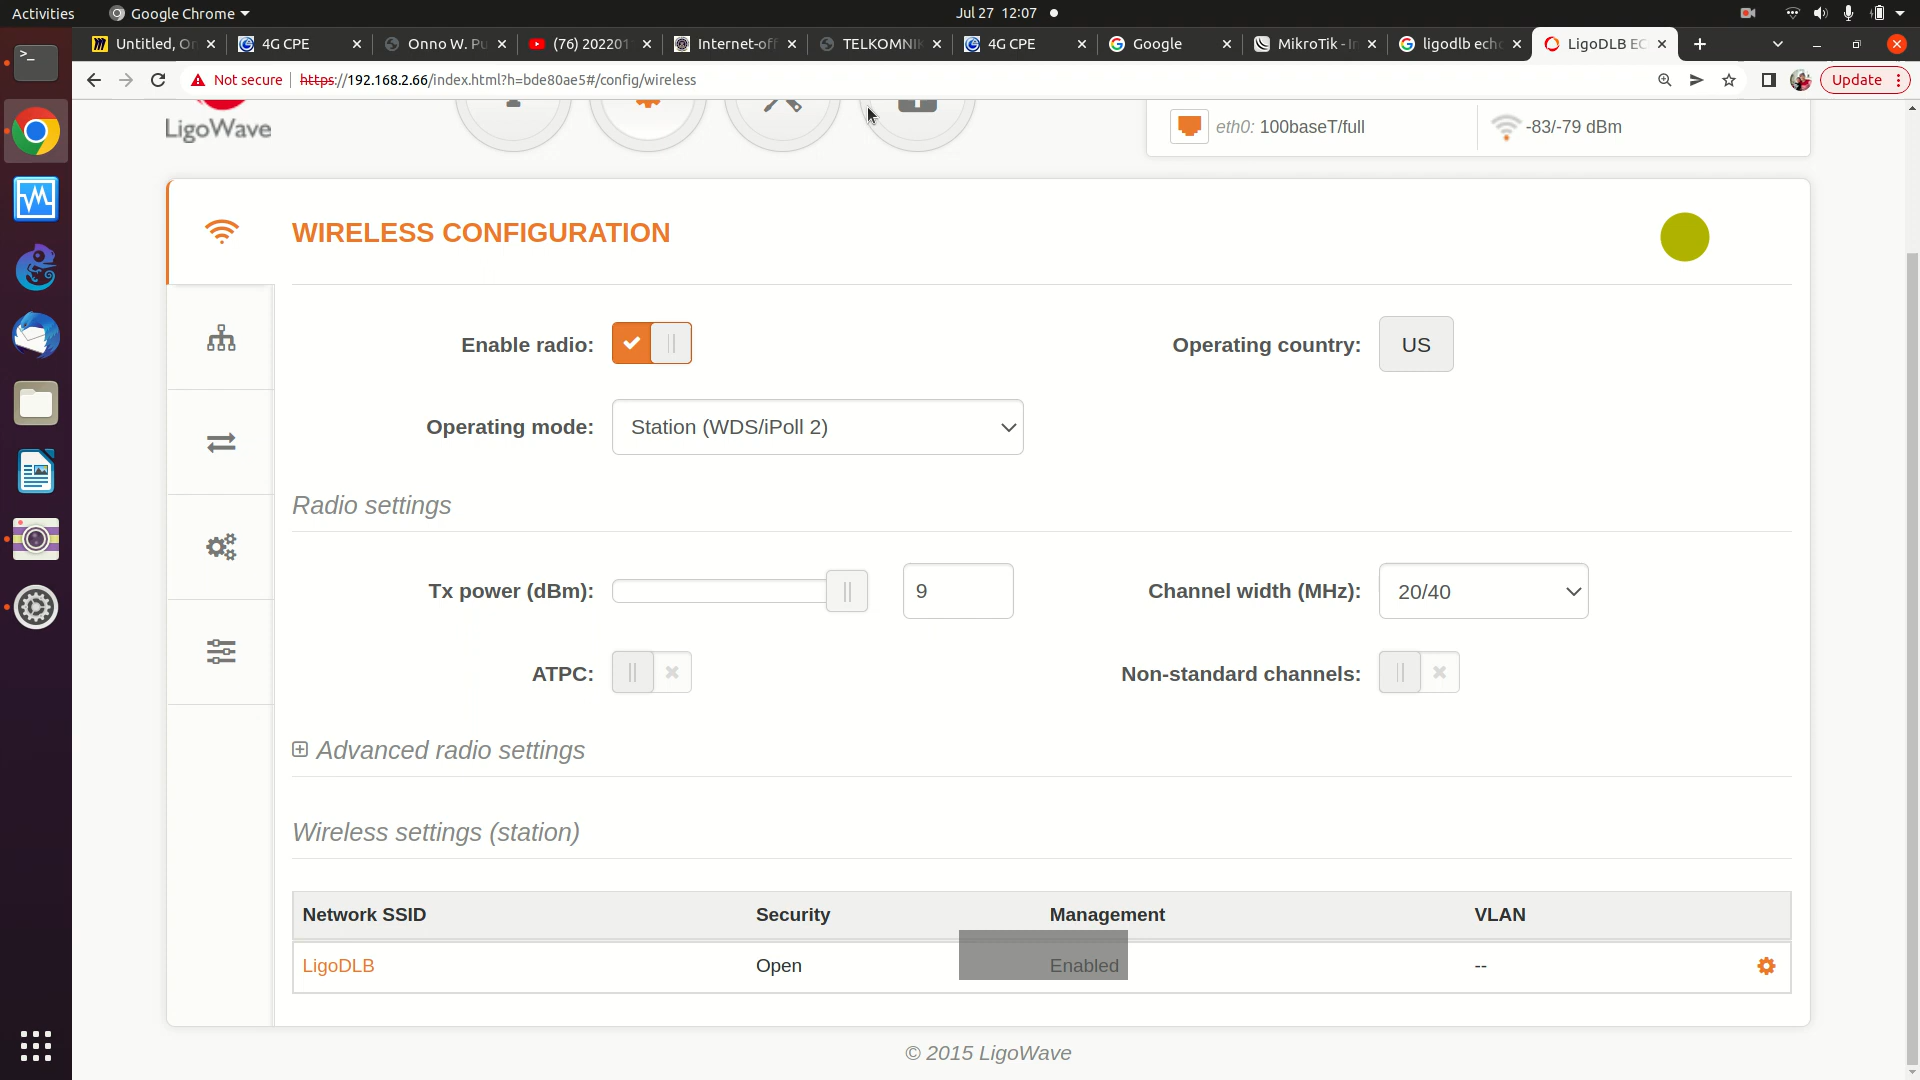 Activities Google Chrome Jul 27 12:07
Untitled, On 4G CPE Onno W. Pu (76) 202201 Internet-off TELKOMNI 4G CPE Google MikroTik - In ligodlb echo LigoDLB EC
Not secure https://192.168.2.66/index.html?h=bde80ae5#/config/wireless Update
LigoWave
eth0: 100baseT/full -83/-79 dBm
WIRELESS CONFIGURATION
Enable radio: Operating country: US
Operating mode: Station (WDS/iPoll 2)
Radio settings
Tx power (dBm): 9 Channel width (MHz): 20/40
ATPC: Non-standard channels:
Advanced radio settings
Wireless settings (station)
Network SSID Security Management VLAN
LigoDLB Open Enabled --
© 2015 LigoWave